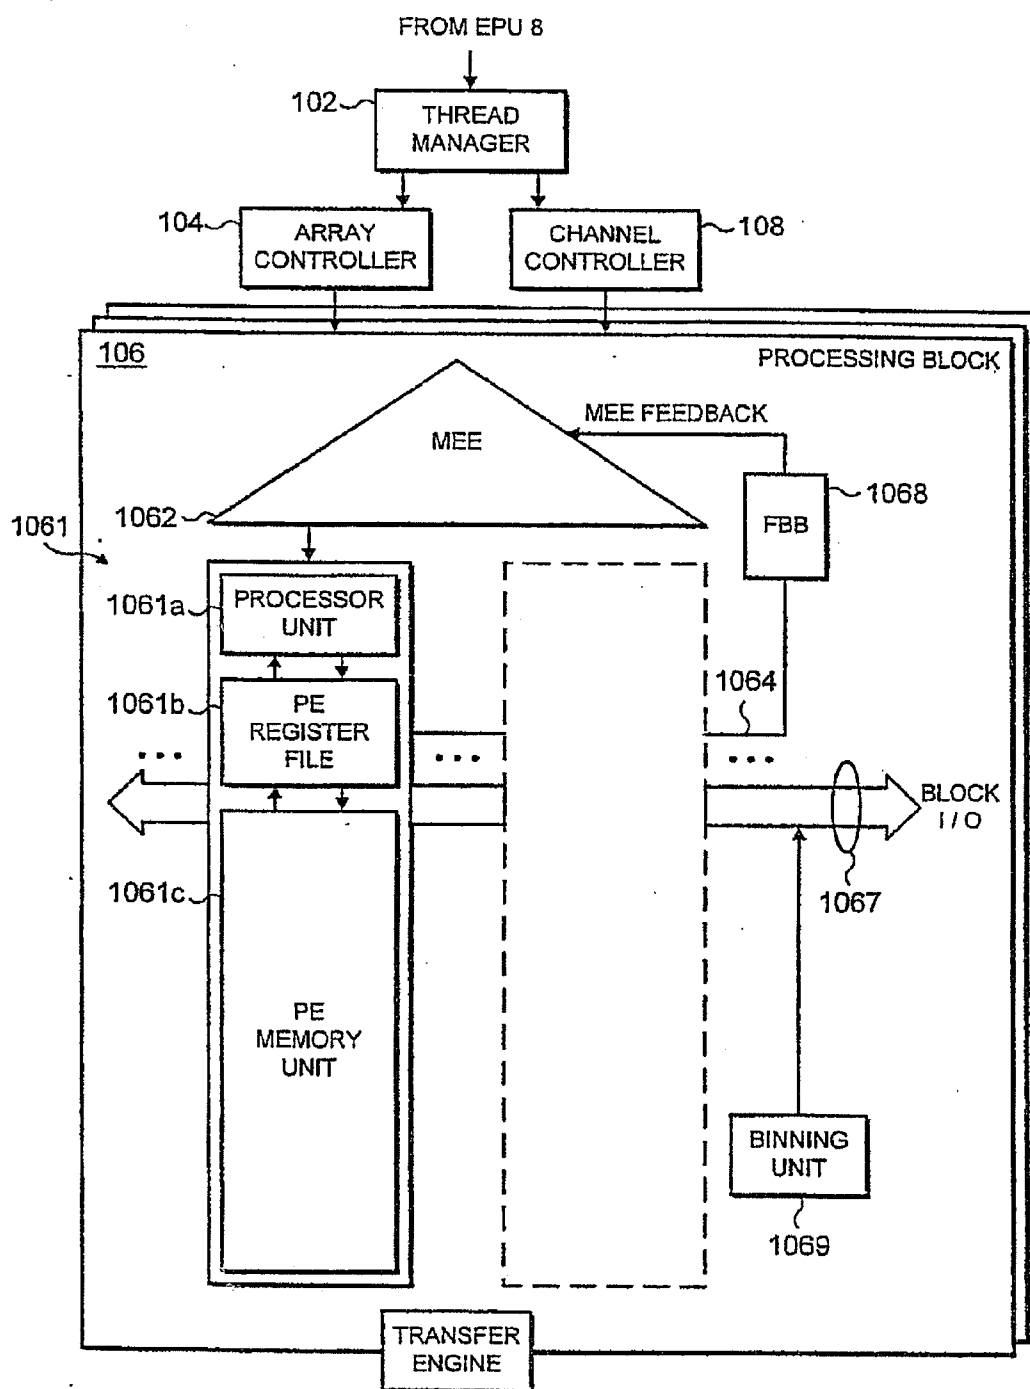 FROM EPU 8
102
THREAD
MANAGER
104
ARRAY
CONTROLLER
CHANNEL
CONTROLLER
108
106
PROCESSING BLOCK
MEE FEEDBACK
MEE
1062
1061
FBB
1068
1061a
PROCESSOR
UNIT
1061b
PE
REGISTER
FILE
1064
BLOCK
I / O
1067
1061c
PE
MEMORY
UNIT
BINNING
UNIT
1069
TRANSFER
ENGINE